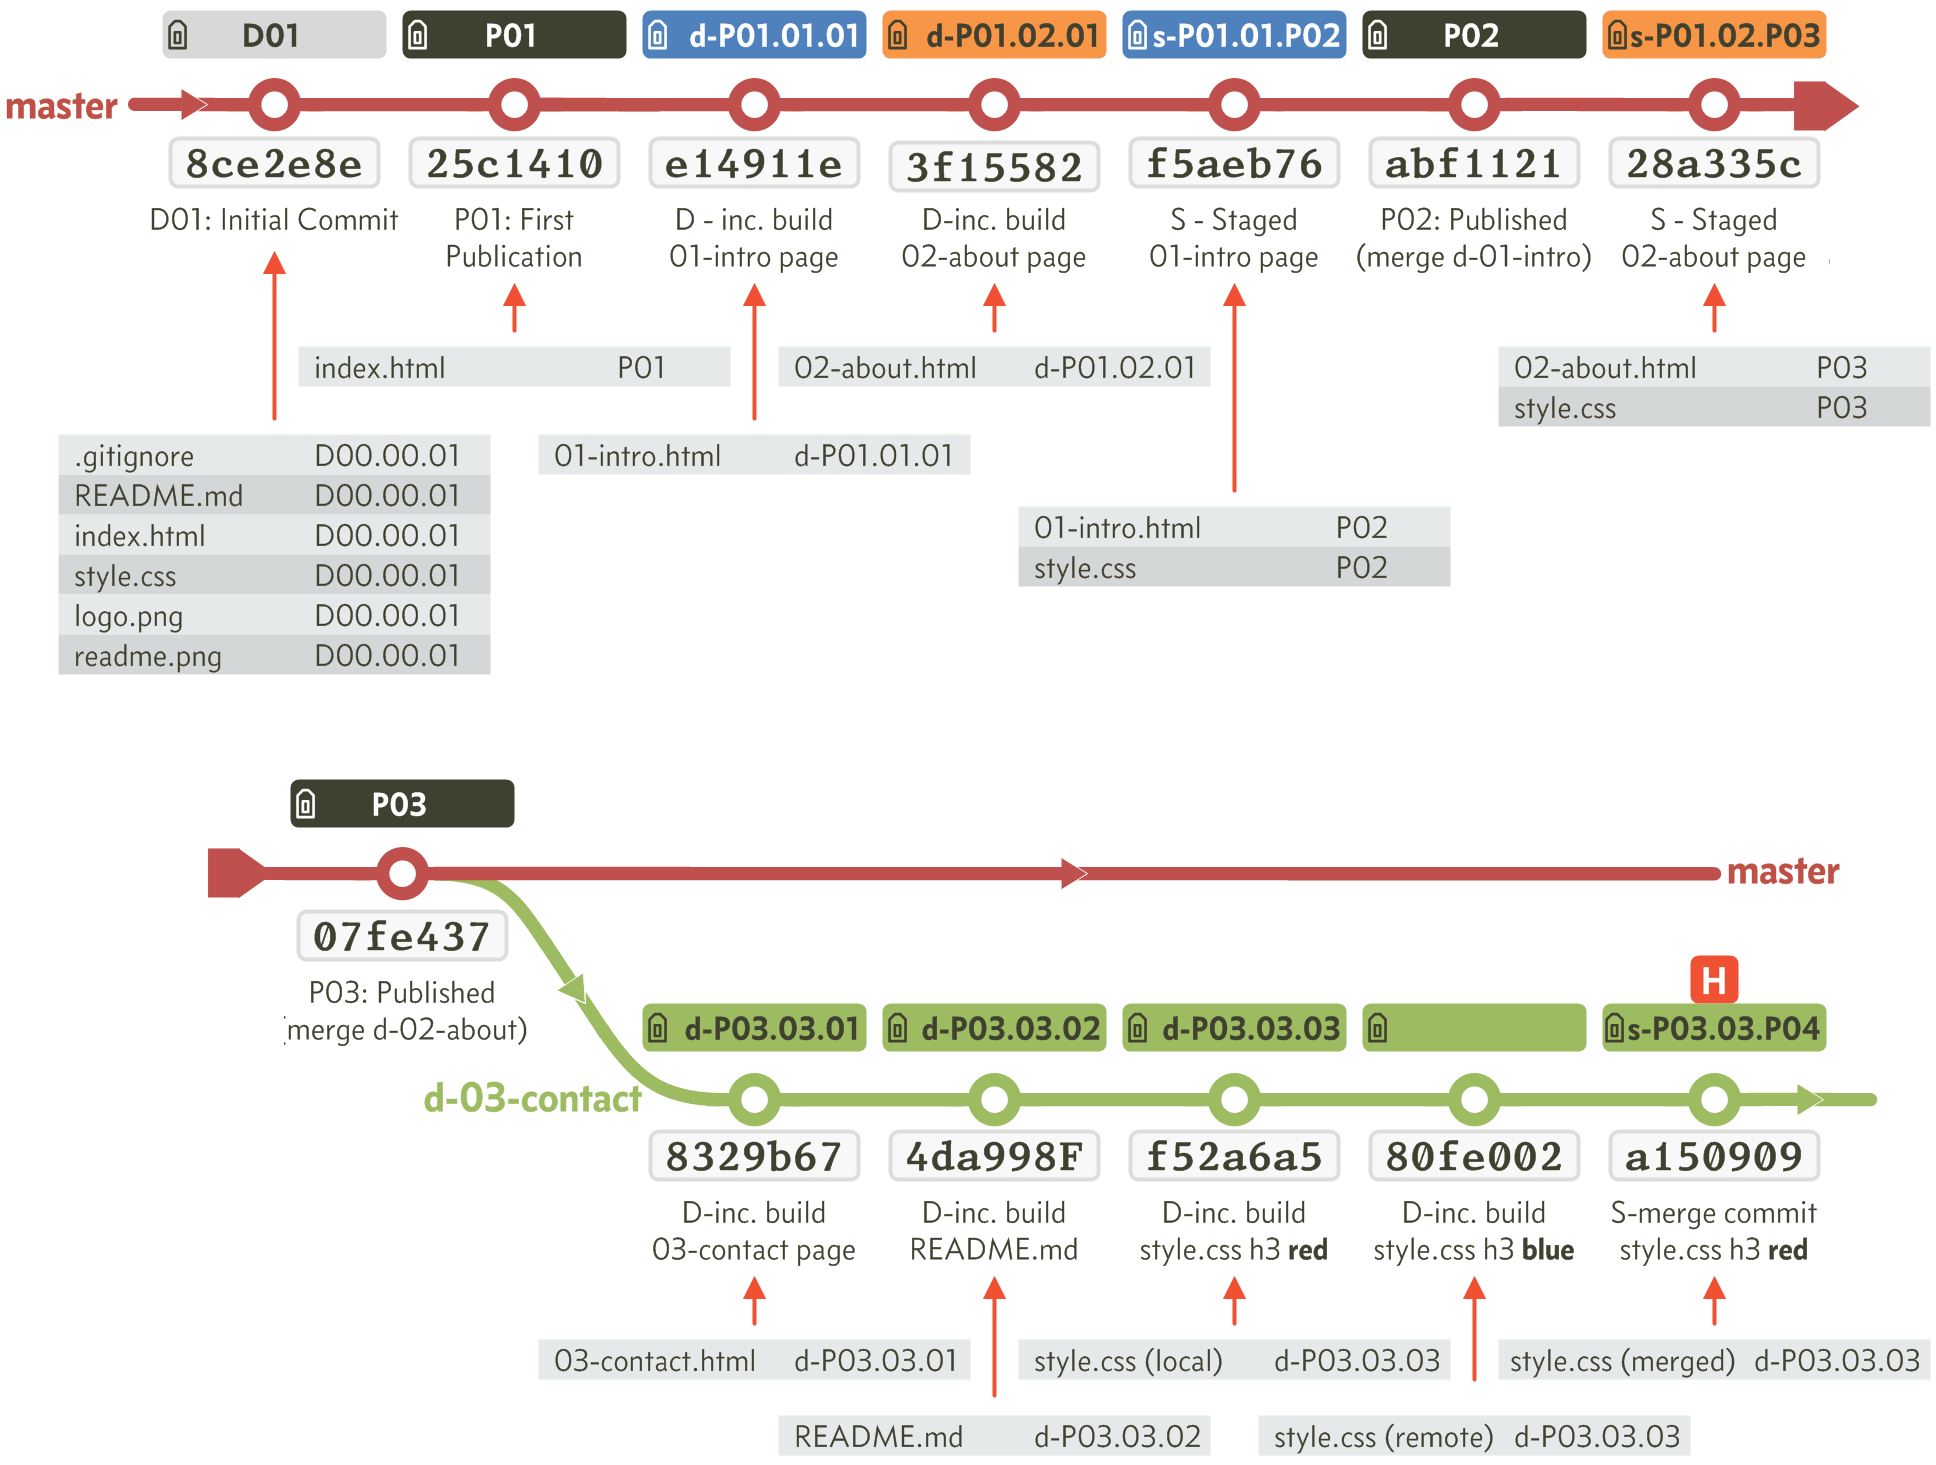 D01 P01 d-P01.01.01 d-P01.02.01 s-P01.01.P02 P02 s-P01.02.P03
master
8ce2e8e 25c1410 e14911e 3f15582 f5aeb76 abf1121 28a335c
D01: Initial Commit P01: First D - inc. build D-inc. build S - Staged P02: Published S - Staged
Publication 01-intro page 02-about page 01-intro page (merge d-01-intro) 02-about page
index.html P01 02-about.html d-P01.02.01 02-about.html P03
style.css P03
.gitignore D00.00.01 01-intro.html d-P01.01.01
README.md D00.00.01
index.html D00.00.01 01-intro.html P02
style.css D00.00.01 style.css P02
logo.png D00.00.01
readme.png D00.00.01
P03
master
07fe437
P03: Published
(merge d-02-about)
H
d-P03.03.01 d-P03.03.02 d-P03.03.03 s-P03.03.P04
d-03-contact
8329b67 4da998F f52a6a5 80fe002 a150909
D-inc. build D-inc. build D-inc. build D-inc. build S-merge commit
03-contact page README.md style.css h3 red style.css h3 blue style.css h3 red
03-contact.html d-P03.03.01 style.css (local) d-P03.03.03 style.css (merged) d-P03.03.03
README.md d-P03.03.02 style.css (remote) d-P03.03.03